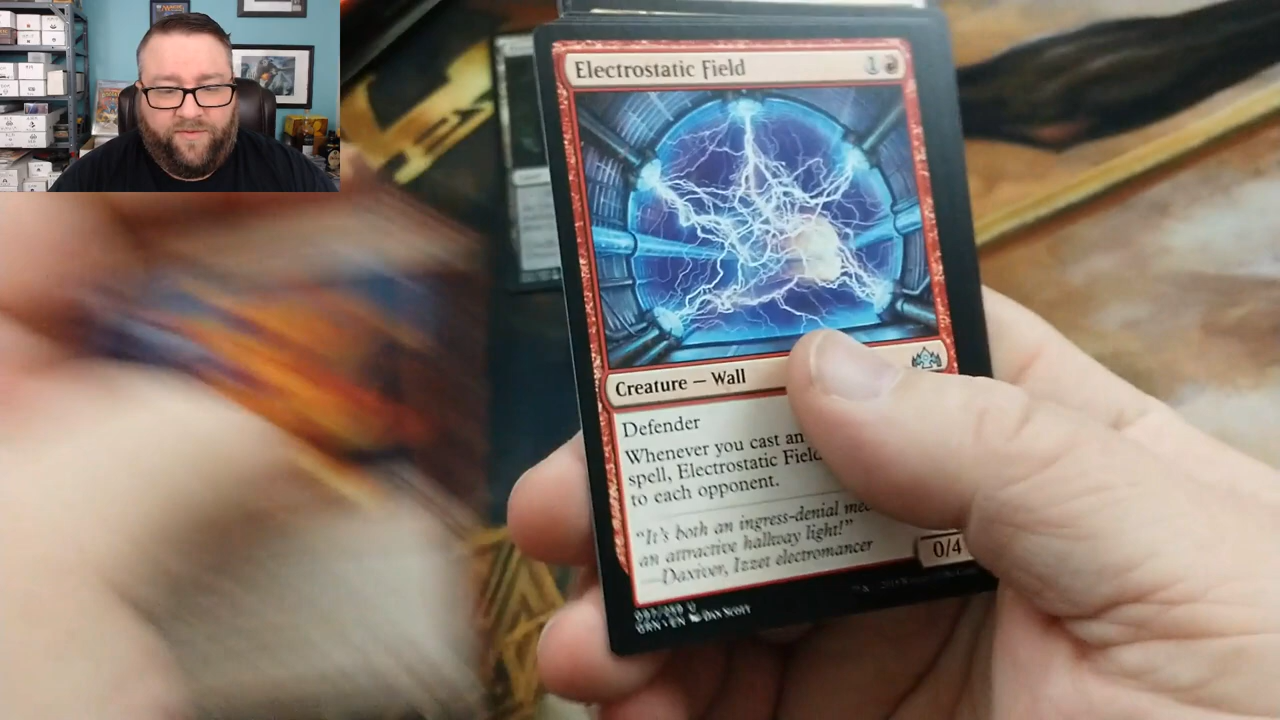 Electrostatic Field
1
Creature — Wall
Defender
Whenever you cast an
spell, Electrostatic Field
to each opponent.
"It's both an ingress-denial
an attractive hallway light!"
—Daxiver, Izzet electromancer
0/4
GRN • EN Dan Scott